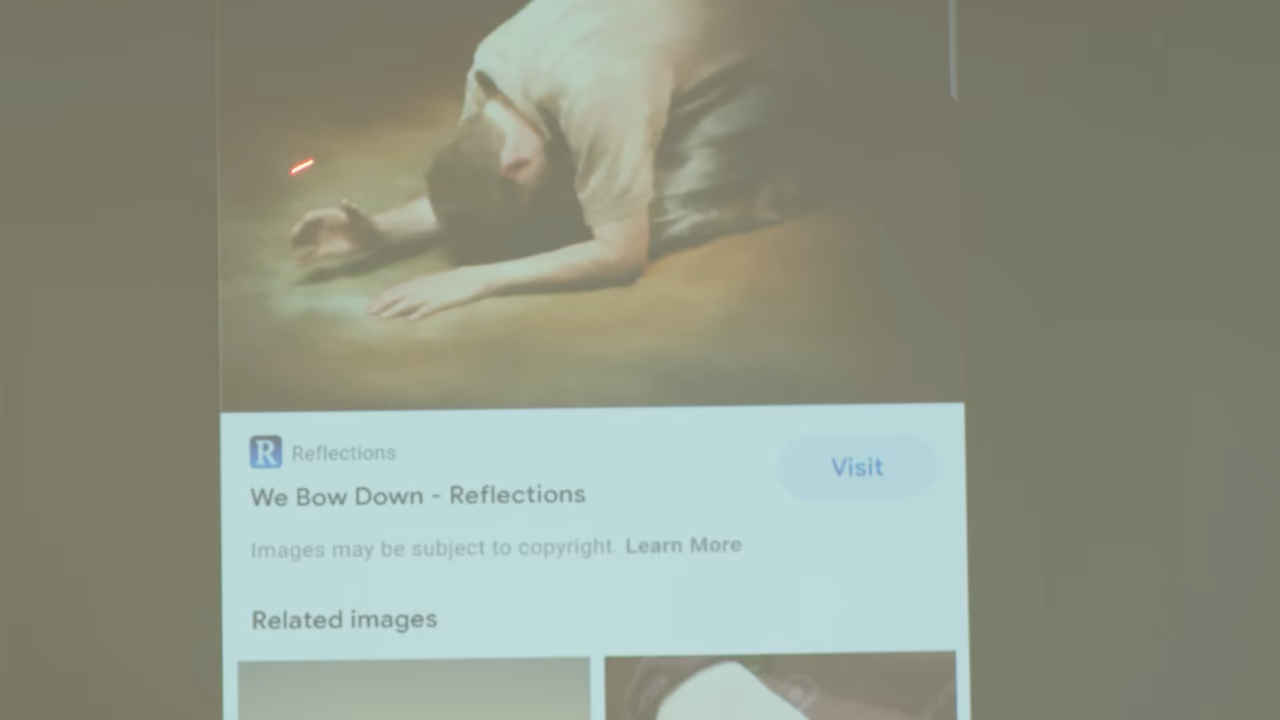 R Reflections
Visit
We Bow Down - Reflections
Images may be subject to copyright. Learn More
Related images